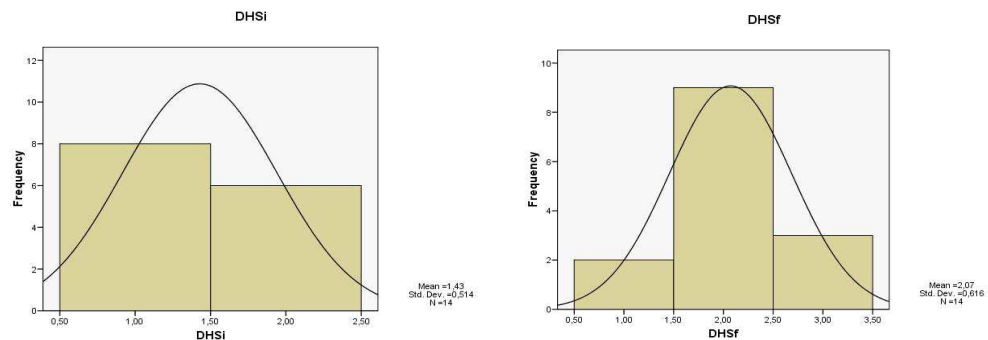 DHSi
12
10
8
6
4
2
0
Frequency
0,50 1,00 1,50 2,00 2,50
DHSi
Mean =1,43
Std. Dev. =0,514
N =14
DHSf
10
8
6
4
2
0
Frequency
0,50 1,00 1,50 2,00 2,50 3,00 3,50
DHSf
Mean =2,07
Std. Dev. =0,616
N =14